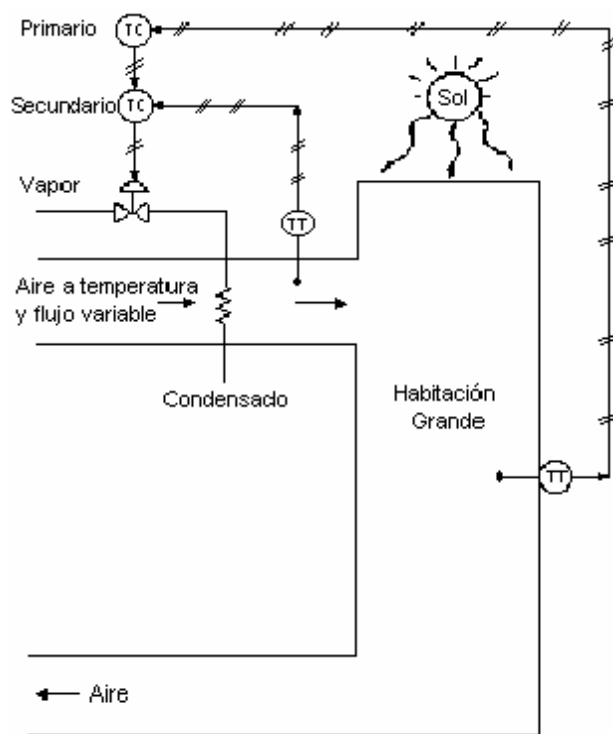 Primario
TC
Sol
Secundario
TC
Vapor
TT
Aire a temperatura
y flujo variable
Condensado
Habitación
Grande
TT
Aire